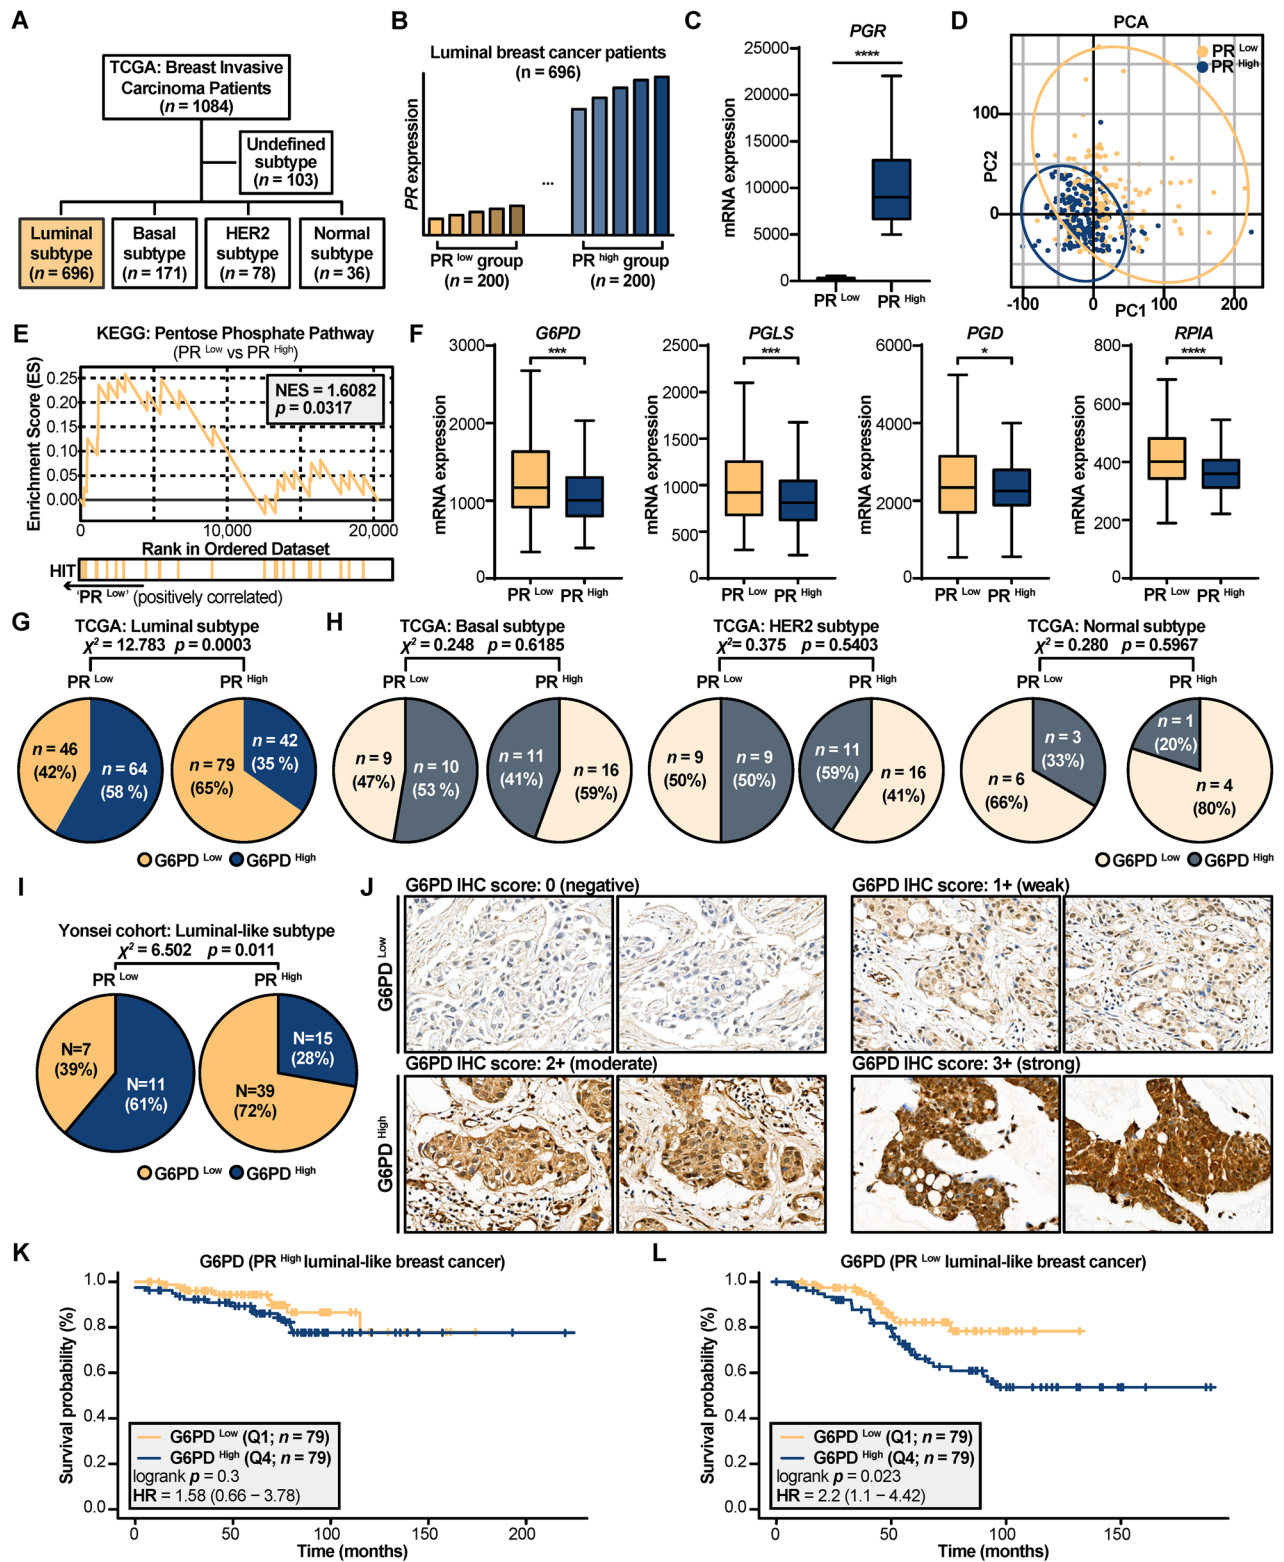 A
TCGA: Breast Invasive
Carcinoma Patients
(n = 1084)
Undefined
subtype
(n = 103)
Luminal
subtype
(n = 696)
Basal
subtype
(n = 171)
HER2
subtype
(n = 78)
Normal
subtype
(n = 36)
B
Luminal breast cancer patients
(n = 696)
PR expression
...
PR low group
(n = 200)
PR high group
(n = 200)
C
PGR
****
mRNA expression
25000
20000
15000
10000
5000
0
PR Low
PR High
D
PCA
PR Low
PR High
PC2
100
0
-100
0
100
200
PC1
E
KEGG: Pentose Phosphate Pathway
(PR Low vs PR High)
NES = 1.6082
p = 0.0317
Enrichment Score (ES)
0.25
0.20
0.15
0.10
0.05
0.00
0
10,000
20,000
Rank in Ordered Dataset
HIT
'PR Low' (positively correlated)
F
G6PD
***
mRNA expression
3000
2000
1000
0
PR Low
PR High
PGLS
***
mRNA expression
2500
2000
1500
1000
500
0
PR Low
PR High
PGD
*
mRNA expression
6000
4000
2000
0
PR Low
PR High
RPIA
****
mRNA expression
800
600
400
200
0
PR Low
PR High
G
TCGA: Luminal subtype
χ² = 12.783 p = 0.0003
PR Low
PR High
n = 46
(42%)
n = 64
(58 %)
n = 79
(65%)
n = 42
(35 %)
G6PD Low
G6PD High
H
TCGA: Basal subtype
χ² = 0.248 p = 0.6185
PR Low
PR High
n = 9
(47%)
n = 10
(53 %)
n = 11
(41%)
n = 16
(59%)
TCGA: HER2 subtype
χ²= 0.375 p = 0.5403
PR Low
PR High
n = 9
(50%)
n = 9
(50%)
n = 11
(59%)
n = 16
(41%)
TCGA: Normal subtype
χ² = 0.280 p = 0.5967
PR Low
PR High
n = 3
(33%)
n = 6
(66%)
n = 1
(20%)
n = 4
(80%)
G6PD Low
G6PD High
I
Yonsei cohort: Luminal-like subtype
χ² = 6.502 p = 0.011
PR Low
PR High
N=7
(39%)
N=11
(61%)
N=15
(28%)
N=39
(72%)
G6PD Low
G6PD High
J
G6PD IHC score: 0 (negative)
G6PD IHC score: 1+ (weak)
G6PD Low
G6PD IHC score: 2+ (moderate)
G6PD IHC score: 3+ (strong)
G6PD High
K
G6PD (PR High luminal-like breast cancer)
Survival probability (%)
1.0
0.8
0.6
0.4
0.2
0.0
G6PD Low (Q1; n = 79)
G6PD High (Q4; n = 79)
logrank p = 0.3
HR = 1.58 (0.66 − 3.78)
0
50
100
150
200
Time (months)
L
G6PD (PR Low luminal-like breast cancer)
Survival probability (%)
1.0
0.8
0.6
0.4
0.2
0.0
G6PD Low (Q1; n = 79)
G6PD High (Q4; n = 79)
logrank p = 0.023
HR = 2.2 (1.1 − 4.42)
0
50
100
150
Time (months)